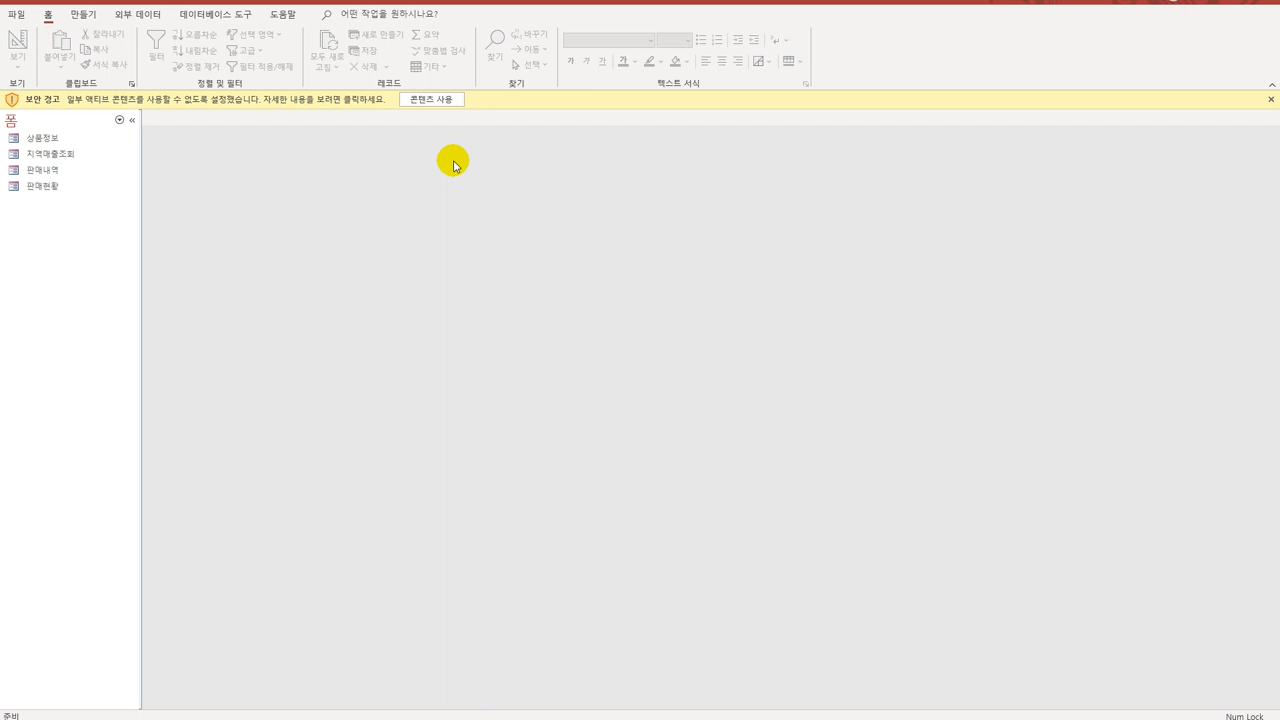 파일 홈 만들기 외부 데이터 데이터베이스 도구 도움말 어떤 작업을 원하시나요?
잘라내기 오름차순 선택 영역 새로 만들기 요약 바꾸기
복사 내림차순 고급 저장 맞춤법 검사 이동
보기 붙여넣기 서식 복사 필터 정렬 제거 필터 적용/해제 모두 새로 고침 삭제 기타 찾기 선택
가 가 가 가
보기 클립보드 정렬 및 필터 레코드 찾기 텍스트 서식
보안 경고 일부 액티브 콘텐츠를 사용할 수 없도록 설정했습니다. 자세한 내용을 보려면 클릭하세요. 콘텐츠 사용
폼
상품정보
지역매출조회
판매내역
판매현황
준비 Num Lock